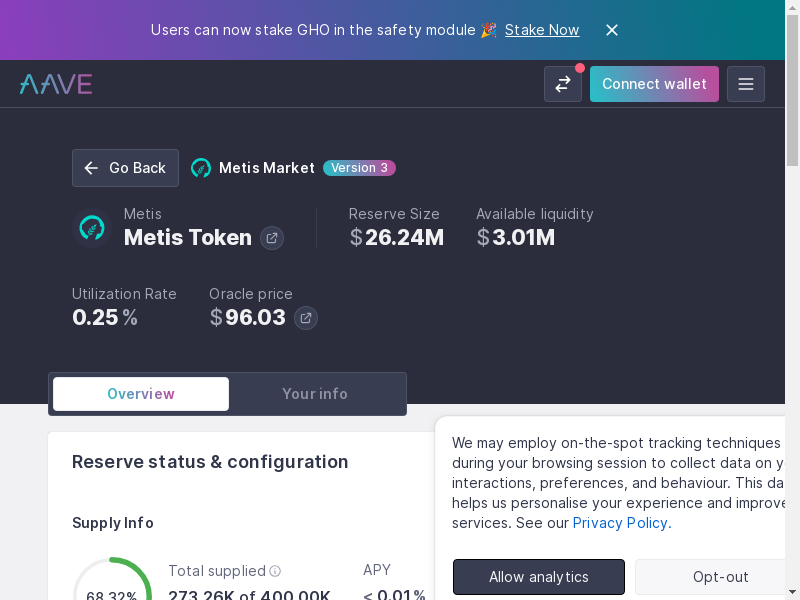 Users can now stake GHO in the safety module 🎉 Stake Now
AAVE
Connect wallet
Go Back
Metis Market
Version 3
Metis
Metis Token
Reserve Size
$26.24M
Available liquidity
$3.01M
Utilization Rate
0.25%
Oracle price
$96.03
Overview
Your info
Reserve status & configuration
Supply Info
68.32%
Total supplied
273.26K of 400.00K
APY
< 0.01%
We may employ on-the-spot tracking techniques
during your browsing session to collect data on y
interactions, preferences, and behaviour. This da
helps us personalise your experience and improve
services. See our Privacy Policy.
Allow analytics
Opt-out